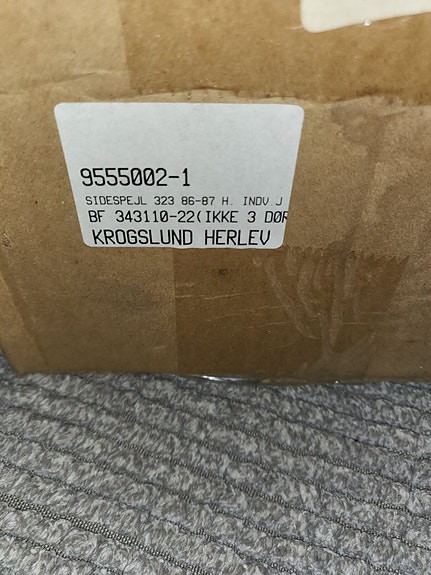 9555002-1
SIDESPEJL 323 86-87 H. INDV.J
BF 343110-22(IKKE 3 DØR
KROGSLUND HERLEV